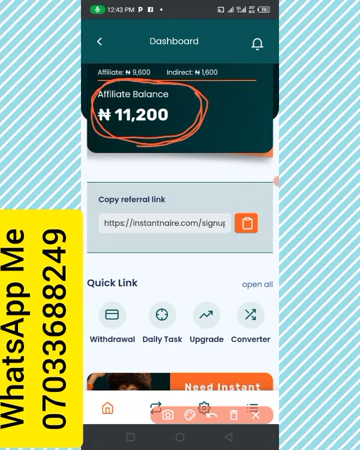 12:43 PM
Dashboard
Affiliate: ₦ 9,600 Indirect: ₦ 1,600
Affiliate Balance
₦ 11,200
Copy referral link
https://instantnaire.com/signup
Quick Link
open all
Withdrawal
Daily Task
Upgrade
Converter
Need Instant
WhatsApp Me
07033688249